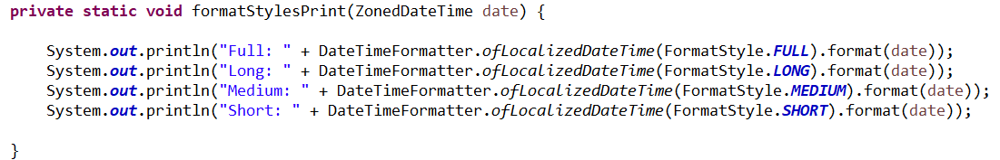 private static void formatStylesPrint(ZonedDateTime date) {
System.out.println("Full: " + DateTimeFormatter.ofLocalizedDateTime(FormatStyle.FULL).format(date));
System.out.println("Long: " + DateTimeFormatter.ofLocalizedDateTime(FormatStyle.LONG).format(date));
System.out.println("Medium: " + DateTimeFormatter.ofLocalizedDateTime(FormatStyle.MEDIUM).format(date));
System.out.println("Short: " + DateTimeFormatter.ofLocalizedDateTime(FormatStyle.SHORT).format(date));
}